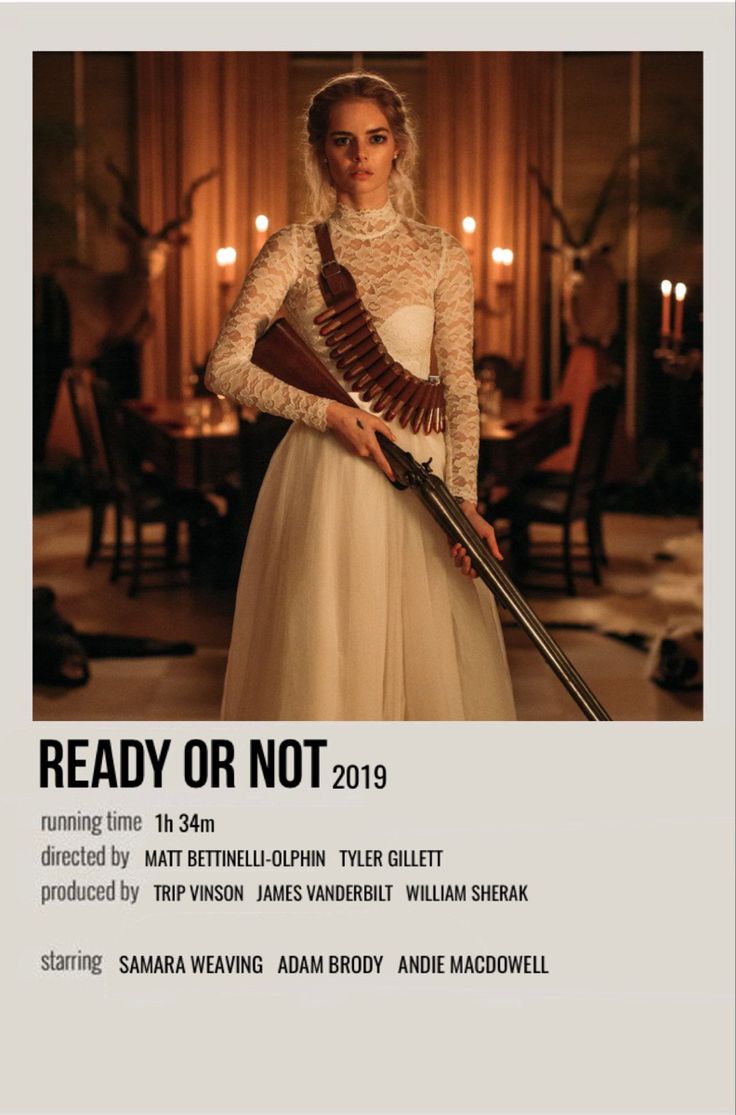 READY OR NOT 2019
running time 1h 34m
directed by MATT BETTINELLI-OLPHIN TYLER GILLETT
produced by TRIP VINSON JAMES VANDERBILT WILLIAM SHERAK
starring SAMARA WEAVING ADAM BRODY ANDIE MACDOWELL